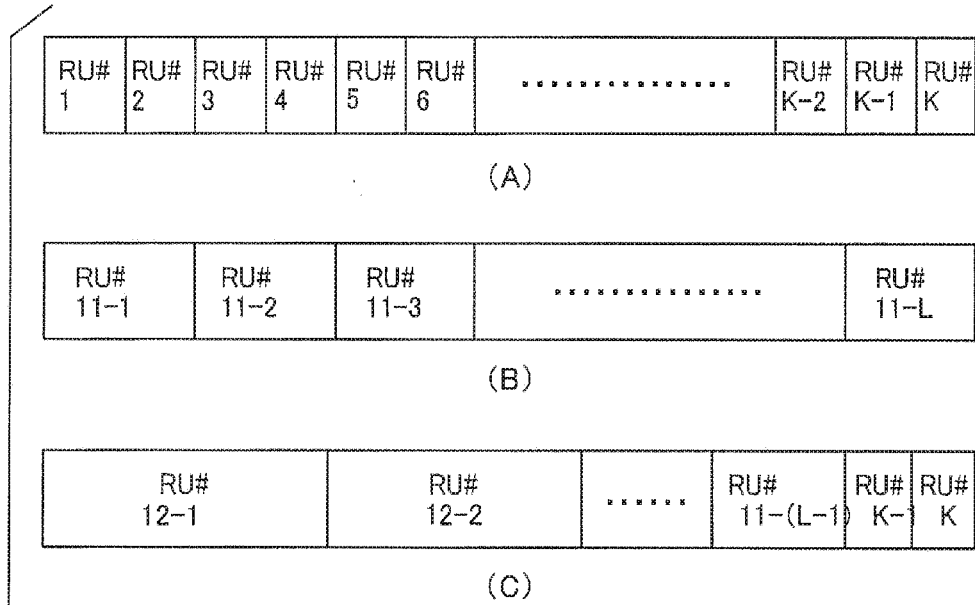 RU# RU# RU# RU# RU# RU# ............... RU# RU# RU#
1 2 3 4 5 6 K-2 K-1 K
(A)
RU# RU# RU# ............... RU#
11-1 11-2 11-3 11-L
(B)
RU# RU# ...... RU# RU# RU#
12-1 12-2 11-(L-1) K-1 K
(C)